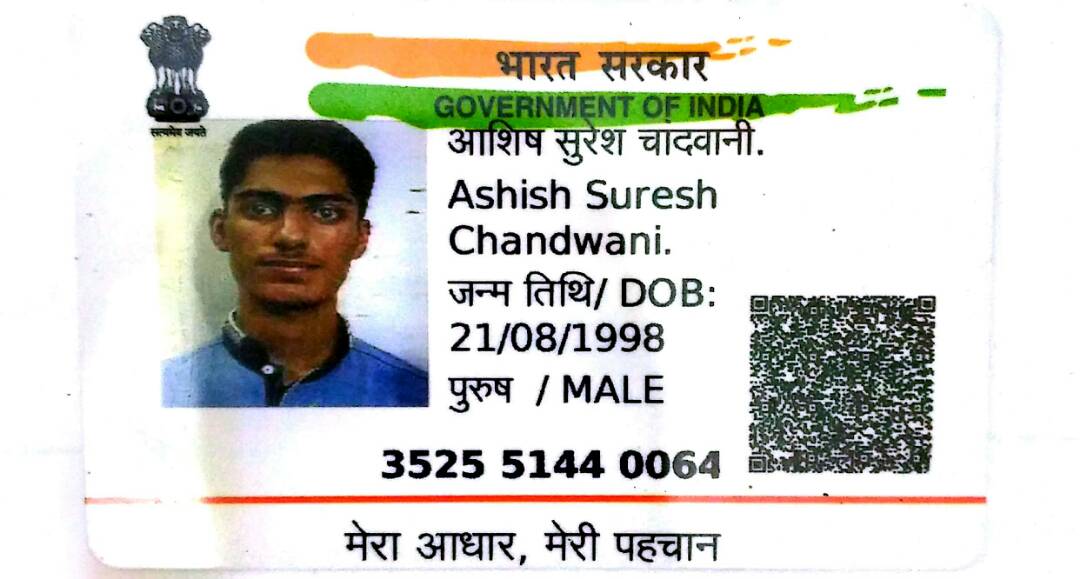 भारत सरकार
GOVERNMENT OF INDIA
सत्यमेव जयते
आशिष सुरेश चादवानी.
Ashish Suresh
Chandwani.
जन्म तिथि/ DOB:
21/08/1998
पुरुष / MALE
3525 5144 0064
मेरा आधार, मेरी पहचान